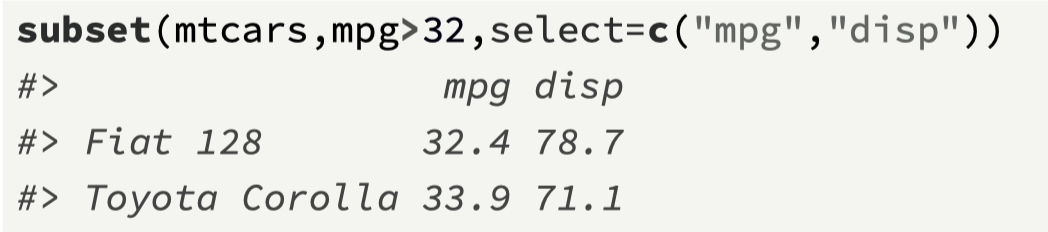 subset(mtcars,mpg>32,select=c("mpg","disp"))
#>                 mpg disp
#> Fiat 128       32.4 78.7
#> Toyota Corolla 33.9 71.1